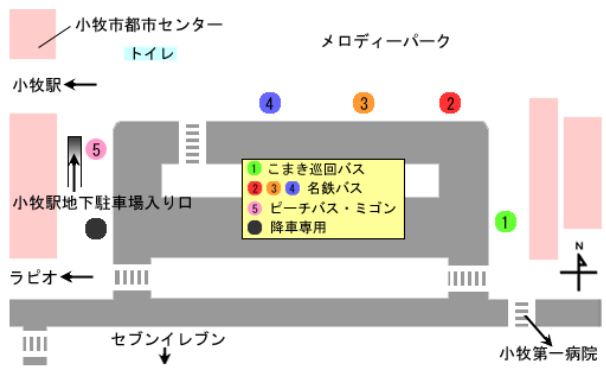 小牧市都市センター
メロディーパーク
トイレ
小牧駅
4
3
2
5
1 こまき巡回バス
2 3 4 名鉄バス
5 ピーチバス・ミゴン
降車専用
小牧駅地下駐車場入り口
1
N
ラピオ
セブンイレブン
小牧第一病院